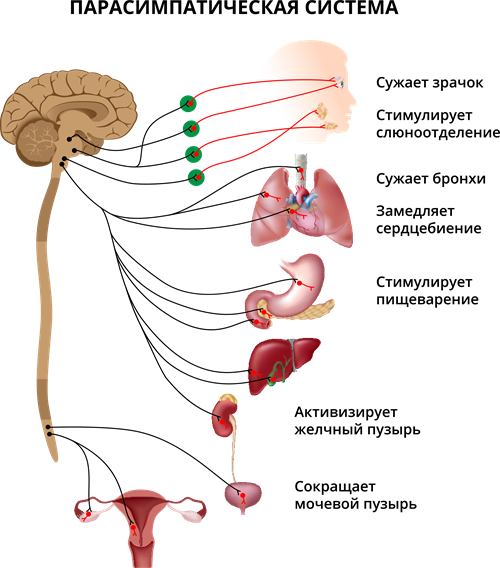 ПАРАСИМПАТИЧЕСКАЯ СИСТЕМА
Сужает зрачок
Стимулирует
слюноотделение
Сужает бронхи
Замедляет
сердцебиение
Стимулирует
пищеварение
Активизирует
желчный пузырь
Сокращает
мочевой пузырь